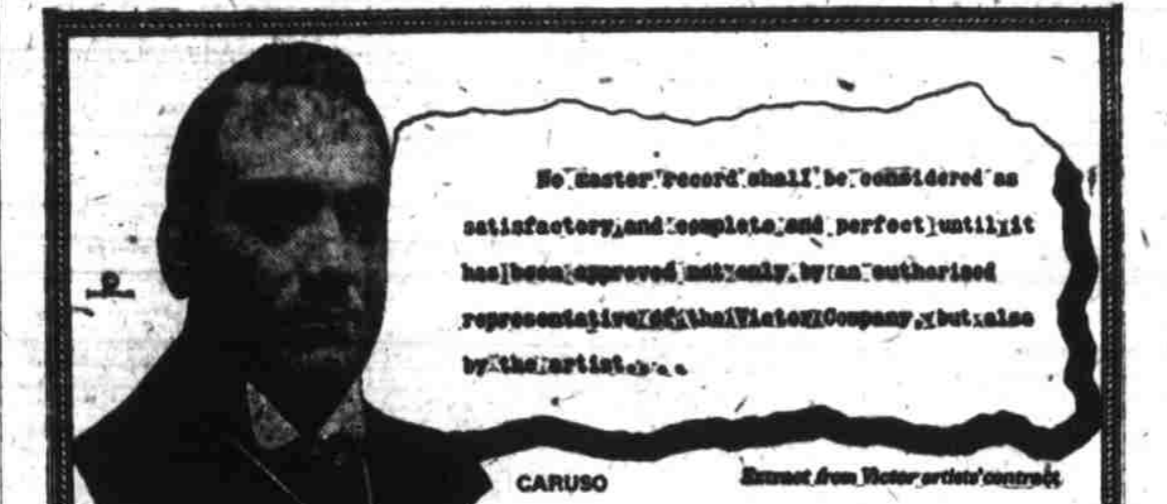 No master record shall be considered as
satisfactory and complete and perfect until it
has been approved not only by an authorized
representative of the Victor Company, but also
by the artist . . .
CARUSO
Extract from Victor artists' contract